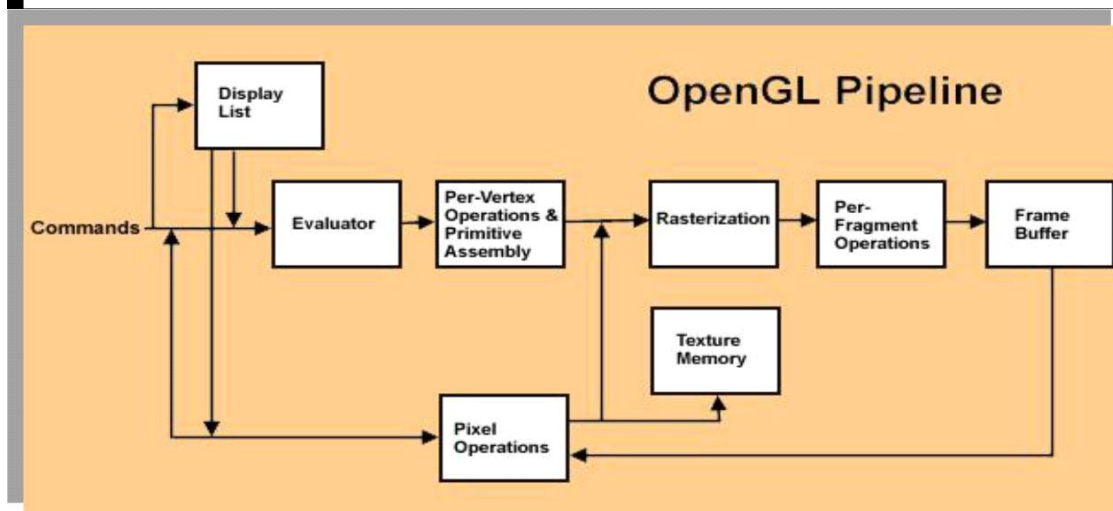 OpenGL Pipeline
Display
List
Commands
Evaluator
Per-Vertex
Operations &
Primitive
Assembly
Rasterization
Per-
Fragment
Operations
Frame
Buffer
Texture
Memory
Pixel
Operations